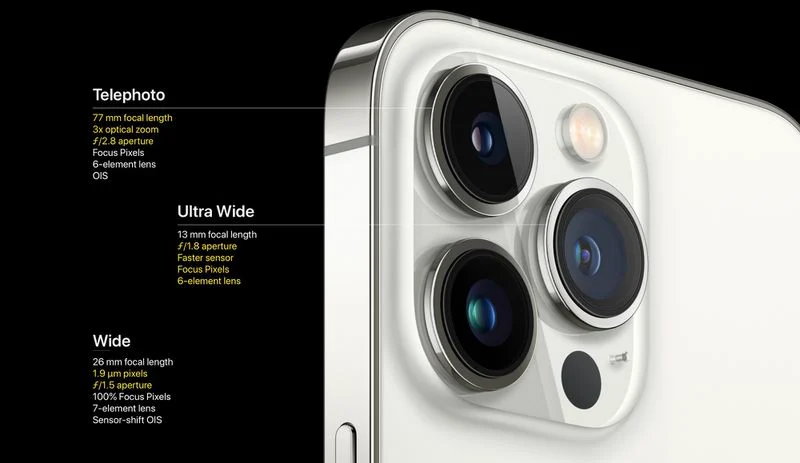 Telephoto
77 mm focal length
3x optical zoom
ƒ/2.8 aperture
Focus Pixels
6-element lens
OIS
Ultra Wide
13 mm focal length
ƒ/1.8 aperture
Faster sensor
Focus Pixels
6-element lens
Wide
26 mm focal length
1.9 µm pixels
ƒ/1.5 aperture
100% Focus Pixels
7-element lens
Sensor-shift OIS